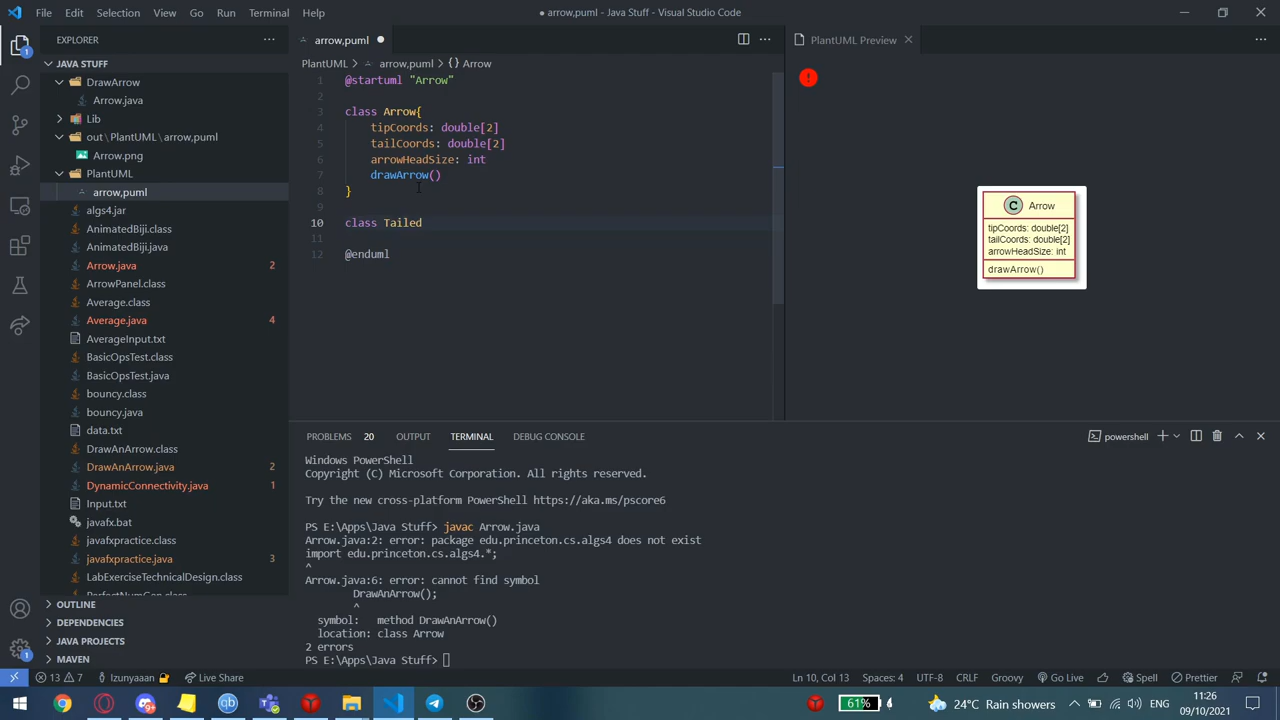 File Edit Selection View Go Run Terminal Help
● arrow,puml - Java Stuff - Visual Studio Code
EXPLORER
arrow,puml
PlantUML Preview
JAVA STUFF
PlantUML > arrow,puml > {} Arrow
DrawArrow
Arrow.java
Lib
out\PlantUML\arrow,puml
Arrow.png
PlantUML
arrow,puml
algs4.jar
AnimatedBiji.class
AnimatedBiji.java
Arrow.java 2
ArrowPanel.class
Average.class
Average.java 4
AverageInput.txt
BasicOpsTest.class
BasicOpsTest.java
bouncy.class
bouncy.java
data.txt
DrawAnArrow.class
DrawAnArrow.java 2
DynamicConnectivity.java 1
Input.txt
javafx.bat
javafxpractice.class
javafxpractice.java 3
LabExerciseTechnicalDesign.class
PerfectNumGen.class
OUTLINE
DEPENDENCIES
JAVA PROJECTS
MAVEN
1 @startuml "Arrow"
2
3 class Arrow{
4 tipCoords: double[2]
5 tailCoords: double[2]
6 arrowHeadSize: int
7 drawArrow()
8 }
9
10 class Tailed
11
12 @enduml
!
C Arrow
tipCoords: double[2]
tailCoords: double[2]
arrowHeadSize: int
drawArrow()
PROBLEMS 20 OUTPUT TERMINAL DEBUG CONSOLE
powershell
Windows PowerShell
Copyright (C) Microsoft Corporation. All rights reserved.
Try the new cross-platform PowerShell https://aka.ms/pscore6
PS E:\Apps\Java Stuff> javac Arrow.java
Arrow.java:2: error: package edu.princeton.cs.algs4 does not exist
import edu.princeton.cs.algs4.*;
^
Arrow.java:6: error: cannot find symbol
DrawAnArrow();
^
symbol: method DrawAnArrow()
location: class Arrow
2 errors
PS E:\Apps\Java Stuff>
1
1
13 7 Izunyaaan Live Share
Ln 10, Col 13 Spaces: 4 UTF-8 CRLF Groovy Go Live Spell Prettier
61% 24°C Rain showers
11:26
09/10/2021